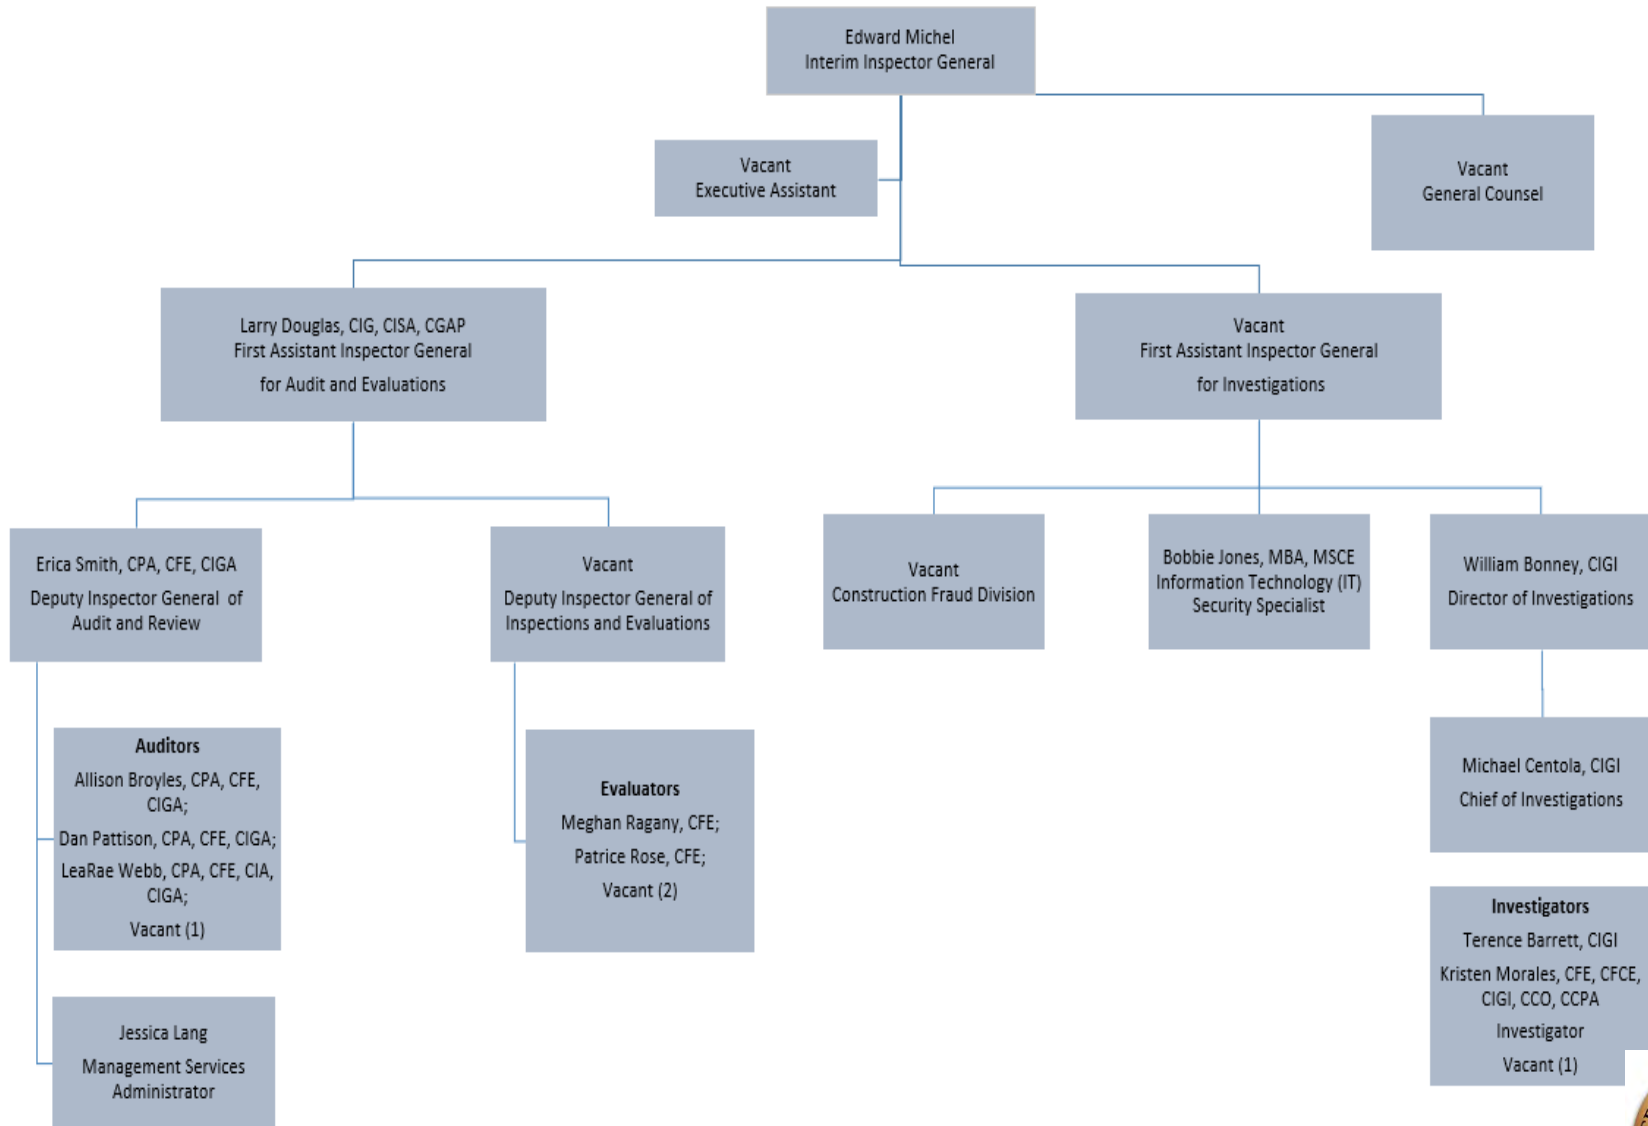 Edward Michel
Interim Inspector General
Vacant
Executive Assistant
Vacant
General Counsel
Larry Douglas, CIG, CISA, CGAP
First Assistant Inspector General
for Audit and Evaluations
Vacant
First Assistant Inspector General
for Investigations
Erica Smith, CPA, CFE, CIGA
Deputy Inspector General of
Audit and Review
Vacant
Deputy Inspector General of
Inspections and Evaluations
Vacant
Construction Fraud Division
Bobbie Jones, MBA, MSCE
Information Technology (IT)
Security Specialist
William Bonney, CIGI
Director of Investigations
Auditors
Allison Broyles, CPA, CFE,
CIGA;
Dan Pattison, CPA, CFE, CIGA;
LeaRae Webb, CPA, CFE, CIA,
CIGA;
Vacant (1)
Evaluators
Meghan Ragany, CFE;
Patrice Rose, CFE;
Vacant (2)
Michael Centola, CIGI
Chief of Investigations
Investigators
Terence Barrett, CIGI
Kristen Morales, CFE, CFCE,
CIGI, CCO, CCPA
Investigator
Vacant (1)
Jessica Lang
Management Services
Administrator